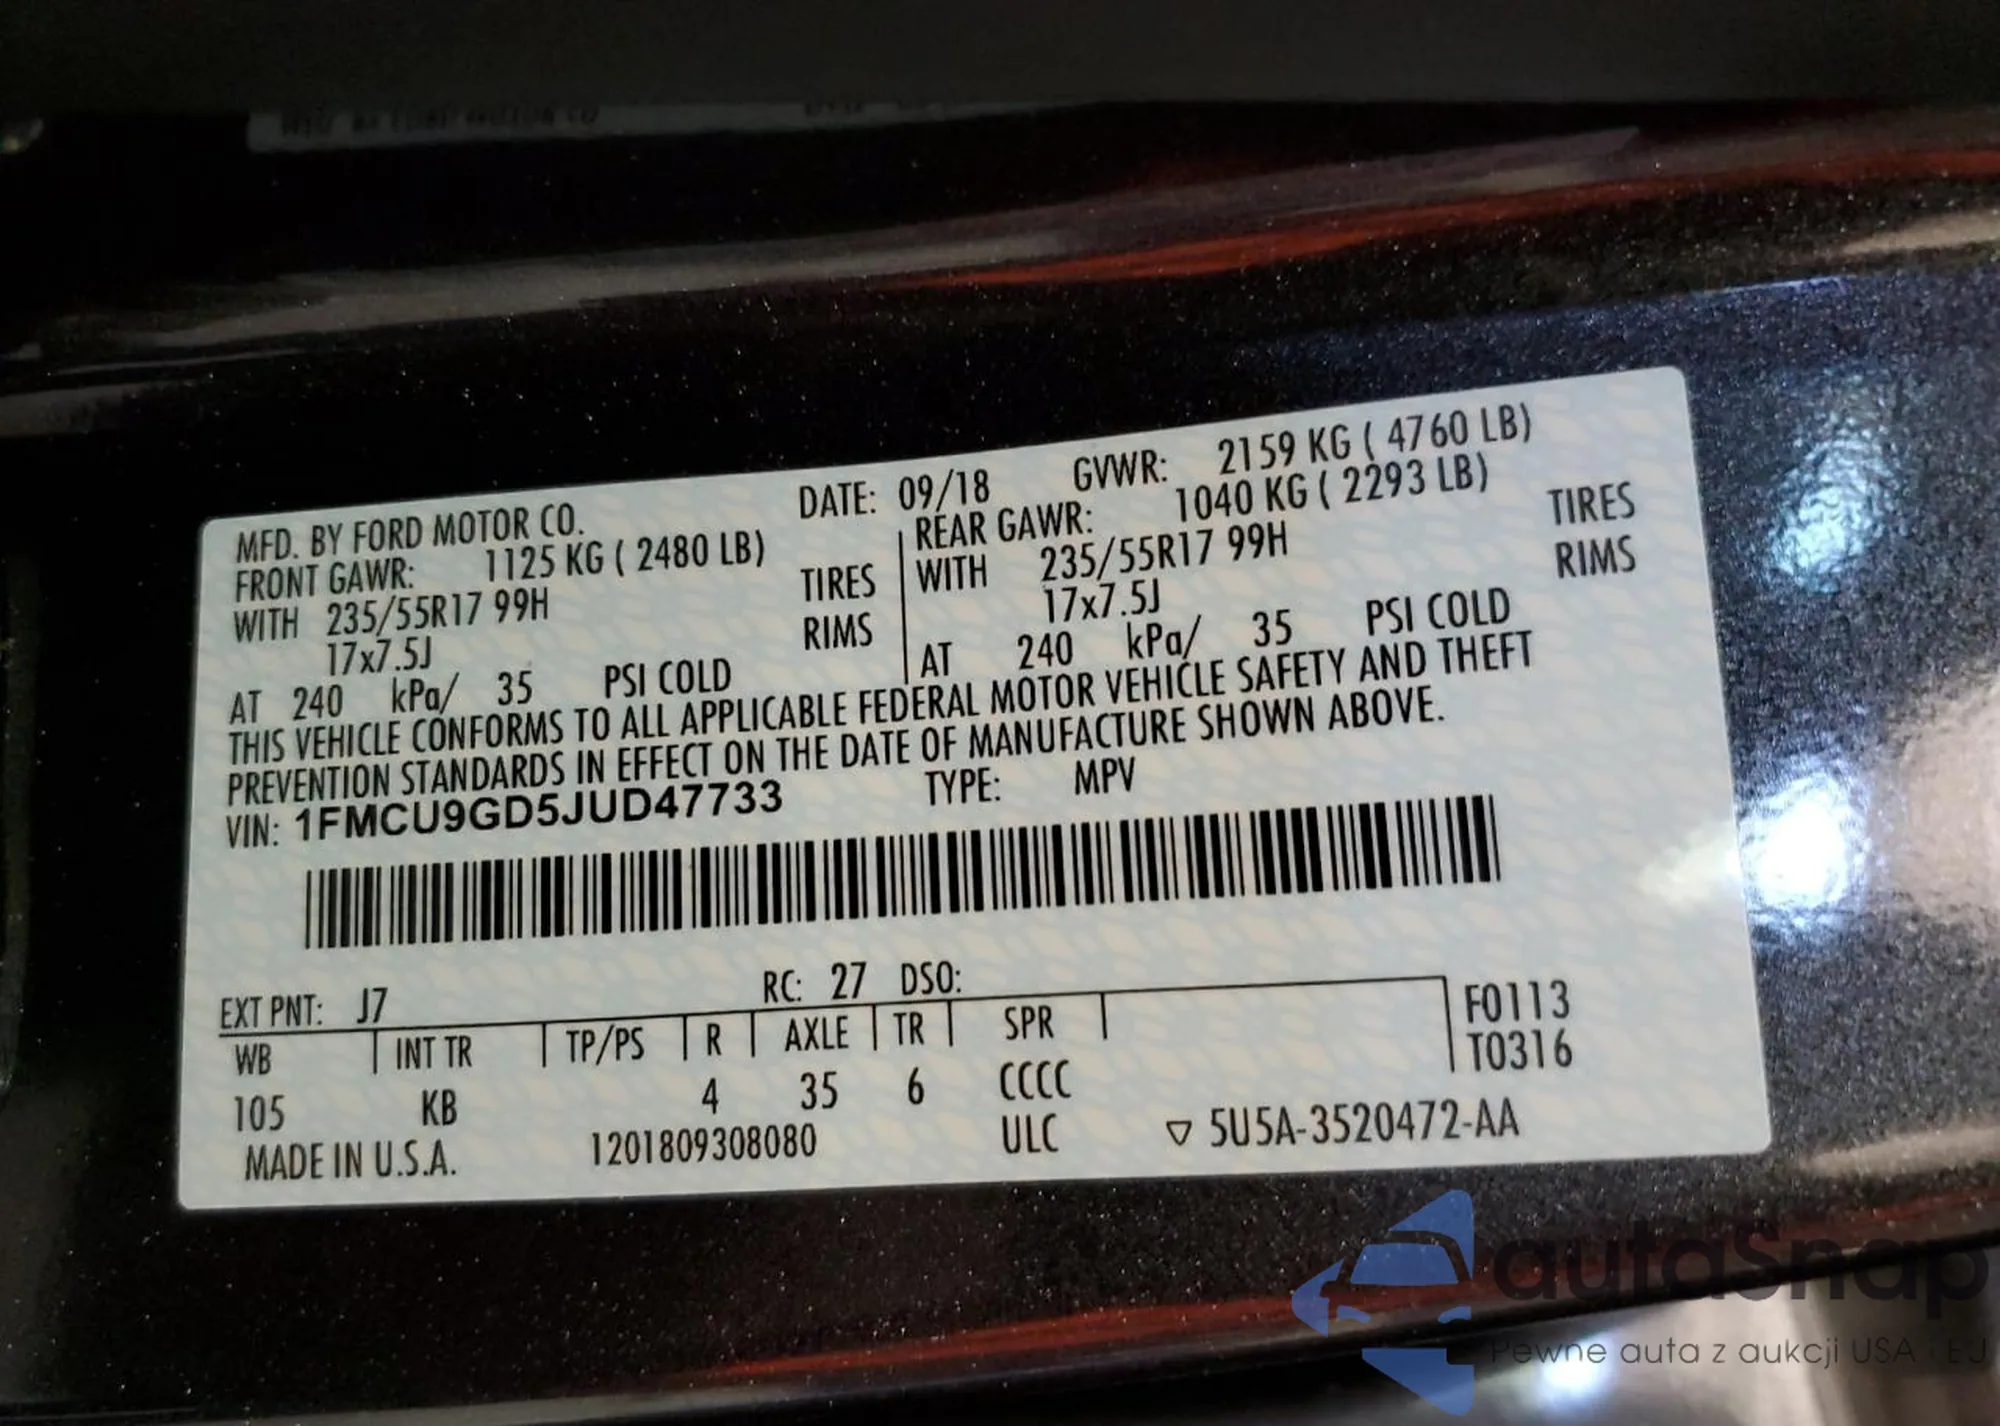 MFD. BY FORD MOTOR CO. DATE: 09/18 GVWR: 2159 KG ( 4760 LB)
FRONT GAWR: 1125 KG ( 2480 LB) REAR GAWR: 1040 KG ( 2293 LB)
WITH 235/55R17 99H TIRES WITH 235/55R17 99H TIRES
17x7.5J RIMS 17x7.5J RIMS
AT 240 kPa/ 35 PSI COLD AT 240 kPa/ 35 PSI COLD
THIS VEHICLE CONFORMS TO ALL APPLICABLE FEDERAL MOTOR VEHICLE SAFETY AND THEFT
PREVENTION STANDARDS IN EFFECT ON THE DATE OF MANUFACTURE SHOWN ABOVE.
VIN: 1FMCU9GD5JUD47733 TYPE: MPV
EXT PNT: J7 RC: 27 DSO: F0113
WB INT TR TP/PS R AXLE TR SPR T0316
105 KB 4 35 6 CCCC
MADE IN U.S.A. 1201809308080 ULC ▽ 5U5A-3520472-AA
autaSnap
Pewne auta z aukcji USA i EU